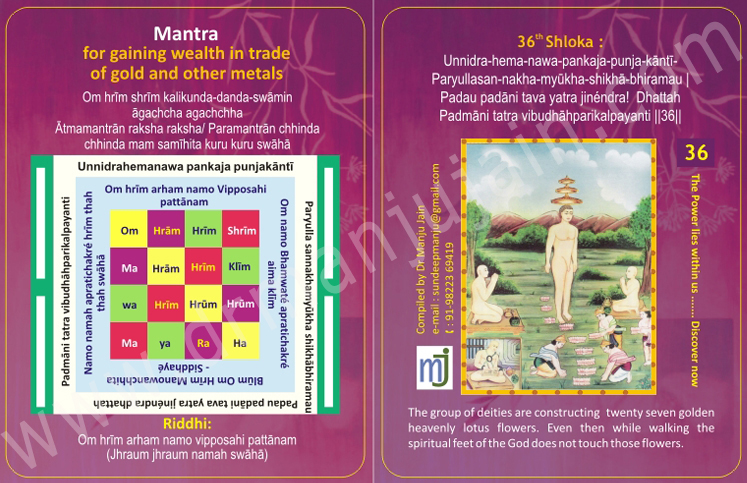 Mantra
for gaining wealth in trade
of gold and other metals
Om hrīm shrīm kalikunda-danda-swāmin
āgachcha agachchha
Ātmamantrān raksha raksha/ Paramantrān chhinda
chhinda mam samīhita kuru kuru swāhā
Unnidrahemanawa pankaja punjakāntī
Paryulla sannakhamyūkha shikhābhiramau
Padau padāni tava yatra jinéndra dhattah
Padmāni tatra vibudhāhparikalpayanti
Om hrīm arham namo Vipposahi
pattānam
Om namo Bhamwaté apratichakré
aima klīm
Blūm Om Hrīm Manowanchhita
- Siddhayé
Namo namah apratichakré hrīm thah
thah swāhā
Om Hrām Hrīm Shrīm
Ma Hrām Hrīm Klīm
wa Hrīm Hrūm Hrūm
Ma ya Ra Ha
Riddhi:
Om hrīm arham namo vipposahi pattānam
(Jhraum jhraum namah swāhā)
36th Shloka :
Unnidra-hema-nawa-pankaja-punja-kāntī-
Paryullasan-nakha-myūkha-shikhā-bhiramau |
Padau padāni tava yatra jinéndra! Dhattah
Padmāni tatra vibudhāhparikalpayanti ||36||
36
Compiled by Dr Manju Jain
e-mail : sundeepmanju@gmail.com
t : 91-98223 69419
mj
The Power lies within us ....... Discover now
The group of deities are constructing twenty seven golden
heavenly lotus flowers. Even then while walking the
spiritual feet of the God does not touch those flowers.
www.drmanjujain.com